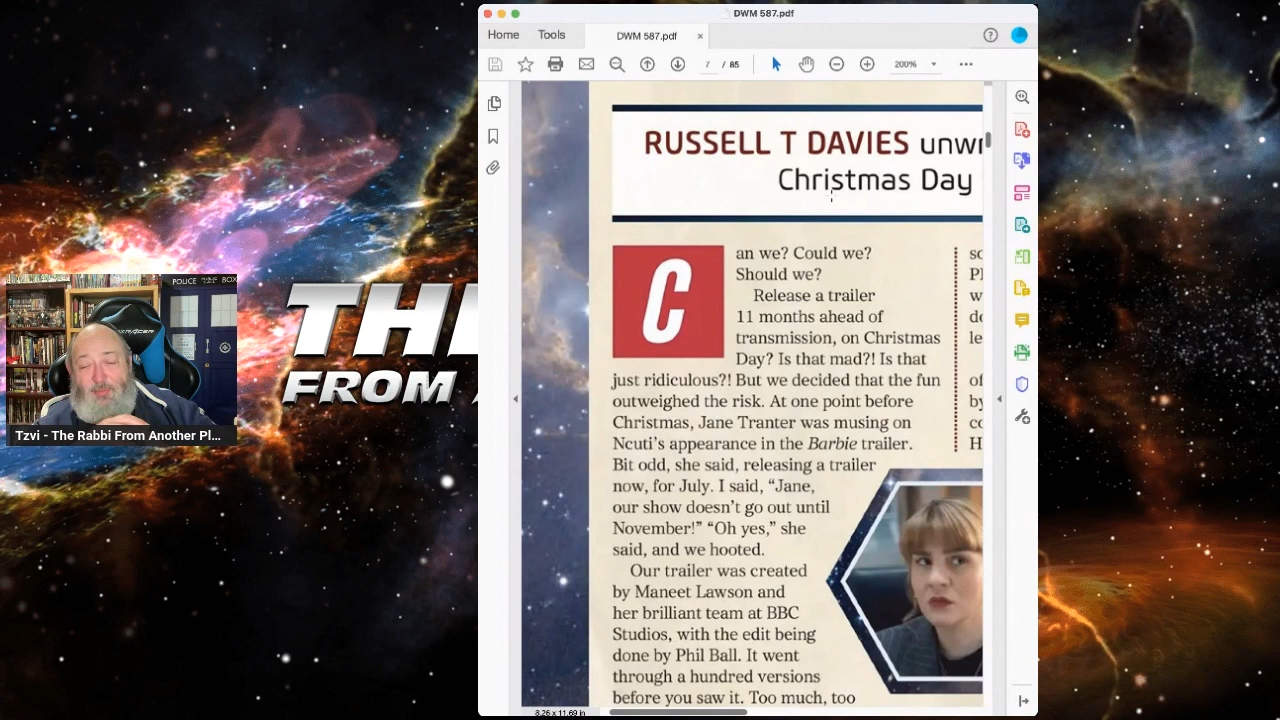 DWM 587.pdf
Home
Tools
DWM 587.pdf
7 / 85
200%
RUSSELL T DAVIES
Christmas Day
C
an we? Could we?
Should we?
Release a trailer
11 months ahead of
transmission, on Christmas
Day? Is that mad?! Is that
just ridiculous?! But we decided that the fun
outweighed the risk. At one point before
Christmas, Jane Tranter was musing on
Ncuti's appearance in the Barbie trailer.
Bit odd, she said, releasing a trailer
now, for July. I said, “Jane,
our show doesn't go out until
November!” “Oh yes,” she
said, and we hooted.
Our trailer was created
by Maneet Lawson and
her brilliant team at BBC
Studios, with the edit being
done by Phil Ball. It went
through a hundred versions
before you saw it. Too much, too
8.26 x 11.69 in
POLICE BOX
Tzvi - The Rabbi From Another Pl...
FROM